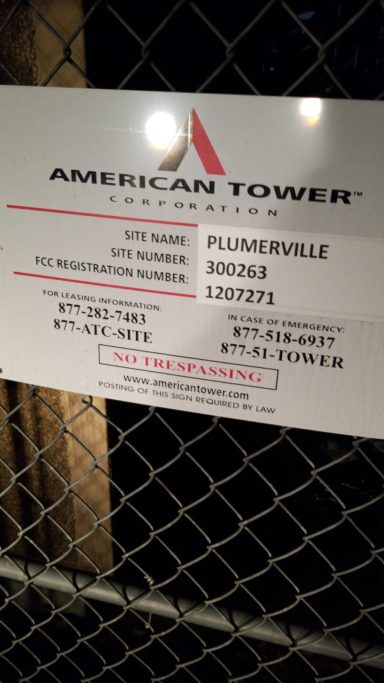 AMERICAN TOWER™
CORPORATION
SITE NAME: PLUMERVILLE
SITE NUMBER: 300263
FCC REGISTRATION NUMBER: 1207271
FOR LEASING INFORMATION:
877-282-7483
877-ATC-SITE
IN CASE OF EMERGENCY:
877-518-6937
877-51-TOWER
NO TRESPASSING
www.americantower.com
POSTING OF THIS SIGN REQUIRED BY LAW